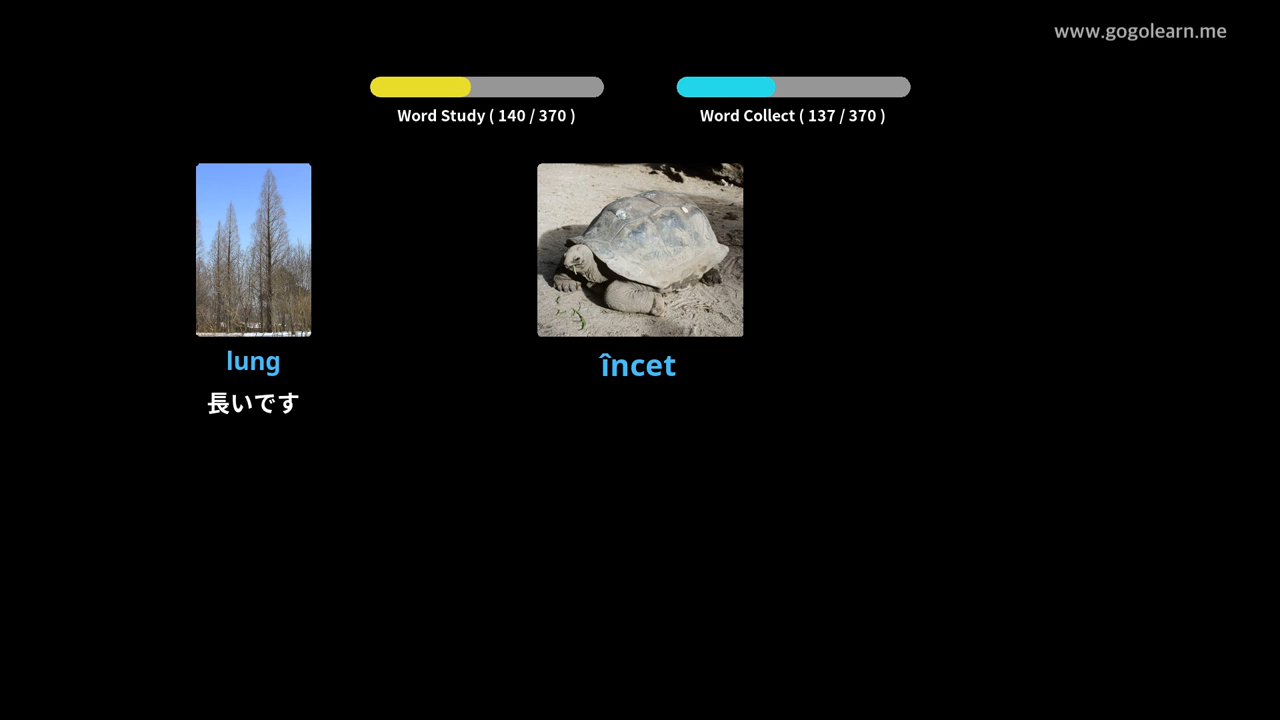 www.gogolearn.me
Word Study ( 140 / 370 )
Word Collect ( 137 / 370 )
lung
長いです
încet